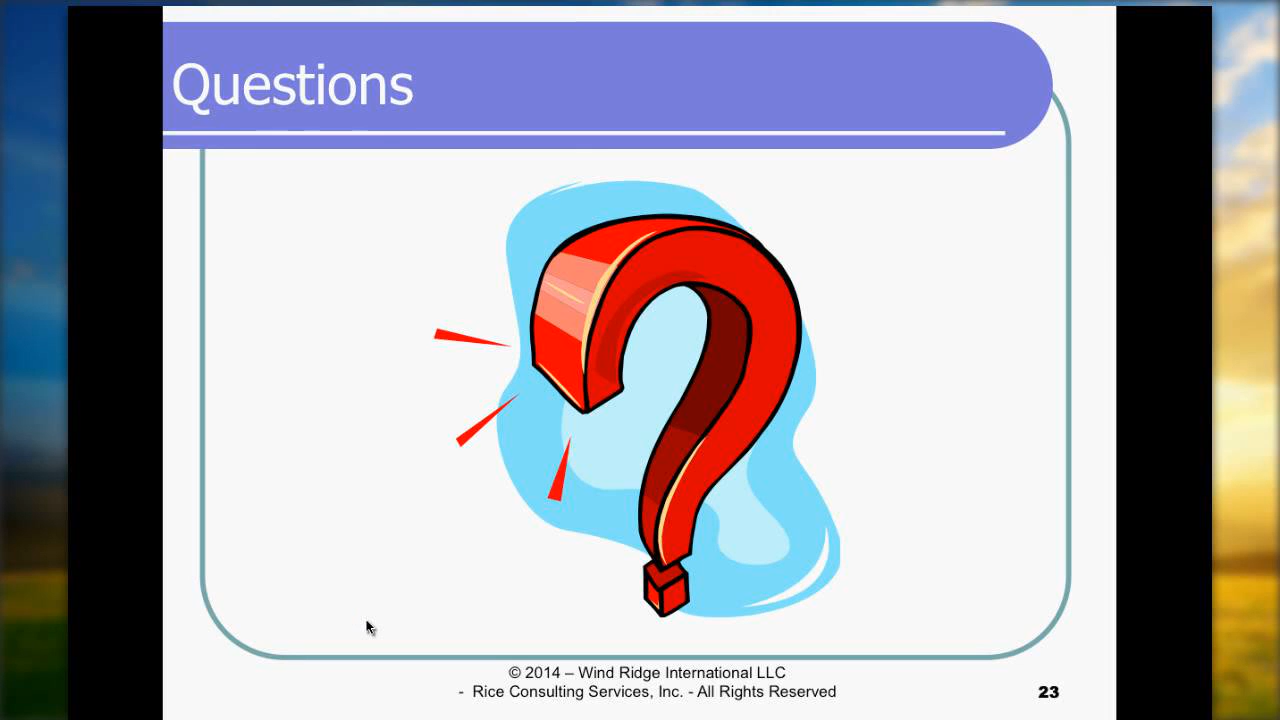 Questions
© 2014 – Wind Ridge International LLC
- Rice Consulting Services, Inc. - All Rights Reserved
23